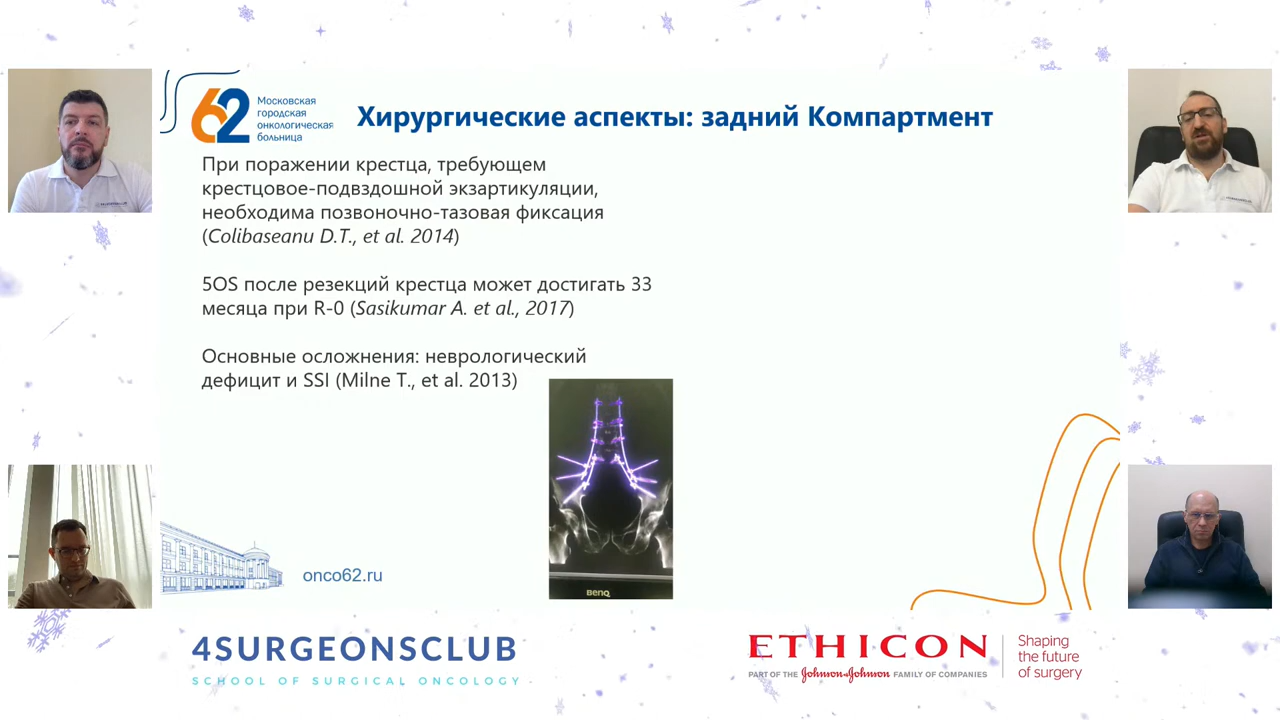 62
Московская
городская
онкологическая
больница
Хирургические аспекты: задний Компартмент
При поражении крестца, требующем
крестцовое-подвздошной экзартикуляции,
необходима позвоночно-тазовая фиксация
(Colibaseanu D.T., et al. 2014)
5OS после резекций крестца может достигать 33
месяца при R-0 (Sasikumar A. et al., 2017)
Основные осложнения: неврологический
дефицит и SSI (Milne T., et al. 2013)
BenQ
onco62.ru
4SURGEONSCLUB
SCHOOL OF SURGICAL ONCOLOGY
ETHICON
PART OF THE Johnson&Johnson FAMILY OF COMPANIES
Shaping
the future
of surgery